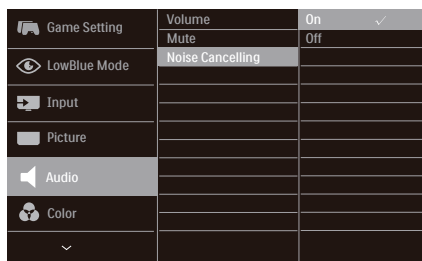 Game Setting
LowBlue Mode
Input
Picture
Audio
Color
Volume
Mute
Noise Cancelling
On
Off